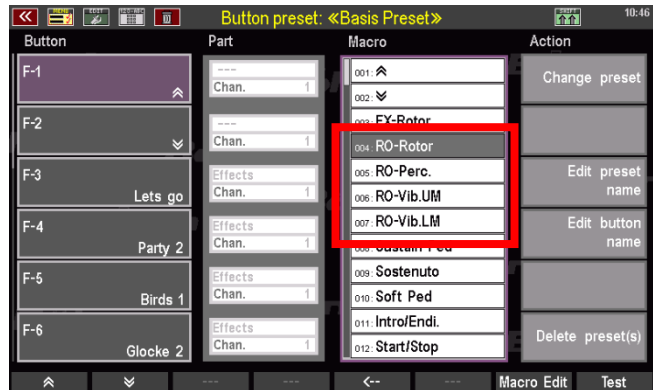 MENU
EDIT
Button preset: «Basis Preset»
SHIFT
10:46
Button
Part
Macro
Action
F-1
---
Chan. 1
F-2
---
Chan. 1
F-3
Lets go
Effects
Chan. 1
F-4
Party 2
Effects
Chan. 1
F-5
Birds 1
Effects
Chan. 1
F-6
Glocke 2
Effects
Chan. 1
001:
002:
003: FX-Rotor
004: RO-Rotor
005: RO-Perc.
006: RO-Vib.UM
007: RO-Vib.LM
008: Sustain Ped
009: Sostenuto
010: Soft Ped
011: Intro/Endi.
012: Start/Stop
Change preset
Edit preset
name
Edit button
name
Delete preset(s)
---
---
<--
---
Macro Edit
Test